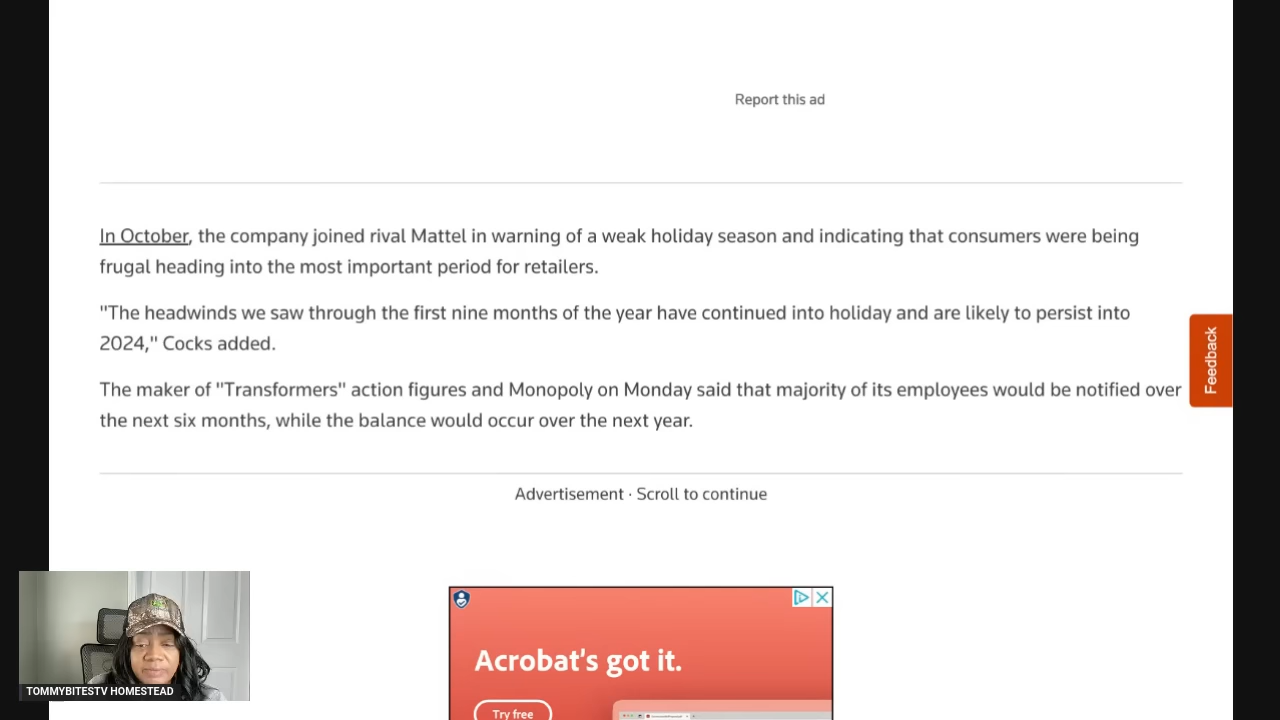 Report this ad
In October, the company joined rival Mattel in warning of a weak holiday season and indicating that consumers were being
frugal heading into the most important period for retailers.
"The headwinds we saw through the first nine months of the year have continued into holiday and are likely to persist into
2024," Cocks added.
The maker of "Transformers" action figures and Monopoly on Monday said that majority of its employees would be notified over
the next six months, while the balance would occur over the next year.
Feedback
Advertisement · Scroll to continue
Acrobat's got it.
Try free
TOMMYBITESTV HOMESTEAD